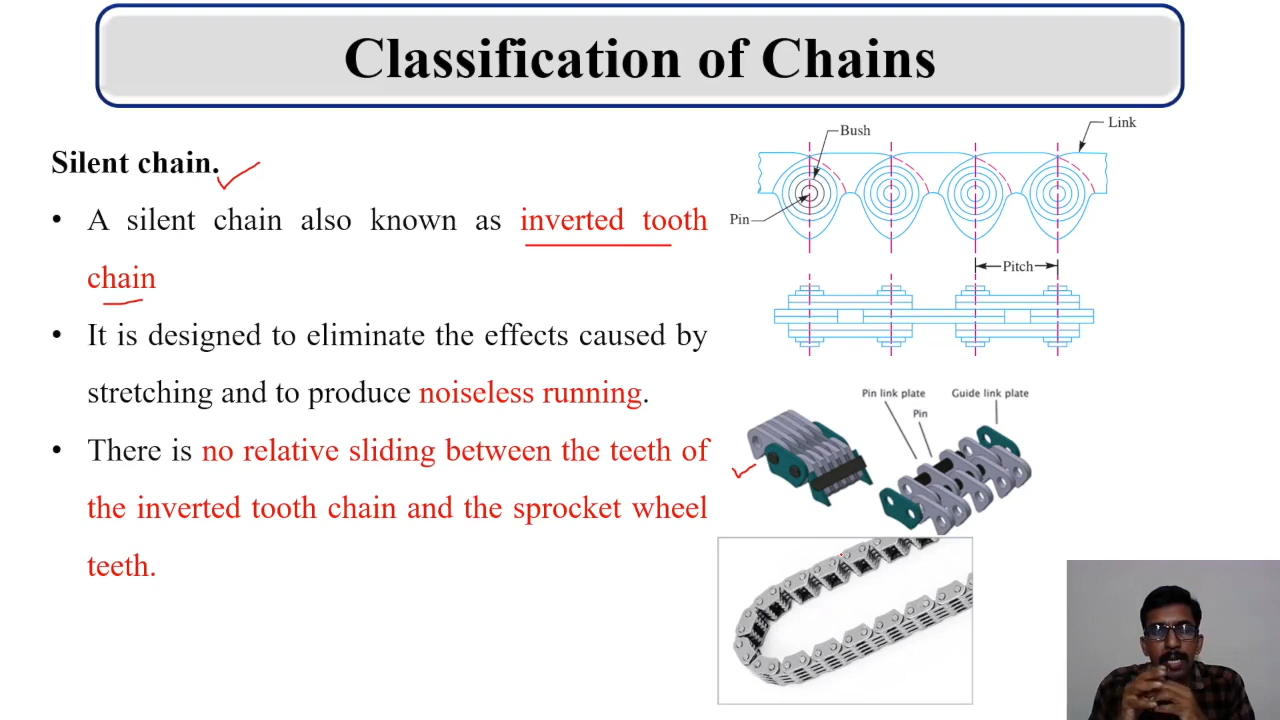 Classification of Chains
Silent chain.
• A silent chain also known as inverted tooth
chain
• It is designed to eliminate the effects caused by
stretching and to produce noiseless running.
• There is no relative sliding between the teeth of
the inverted tooth chain and the sprocket wheel
teeth.
Bush
Link
Pin
Pitch
Pin link plate
Guide link plate
Pin